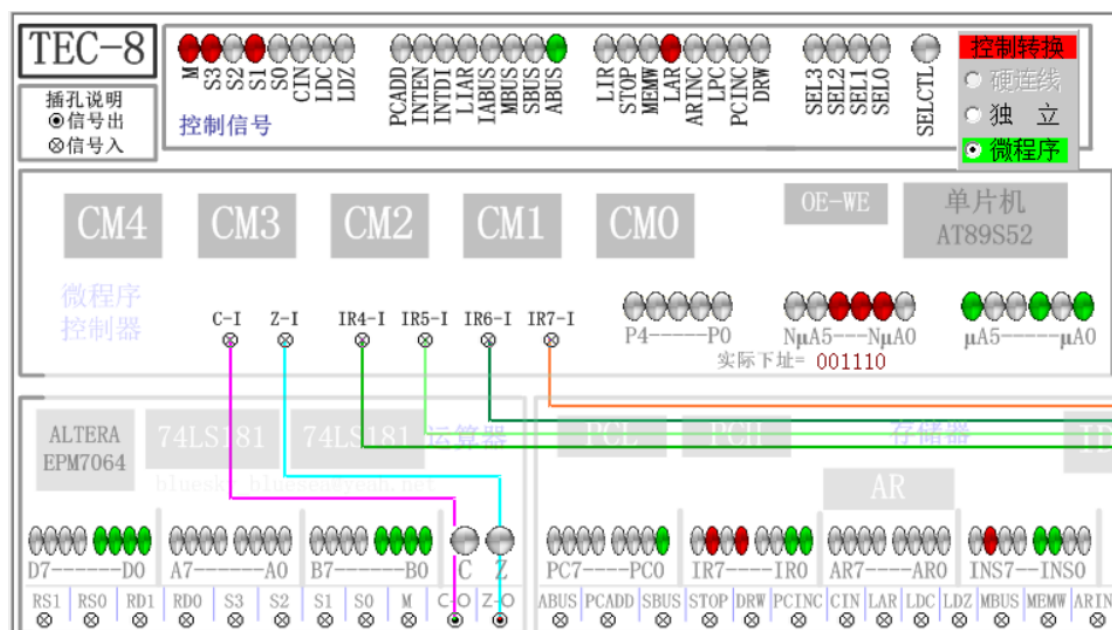 TEC-8
插孔说明
信号出
信号入
M S3 S2 S1 S0 CIN LDC LDZ
PCADD INTEN INTDI LIAR IABUS MBUS SBUS ABUS
LIR STOP MEMW LAR ARINC LPC PCINC DRW
SEL3 SEL2 SEL1 SEL0
SELCTL
控制信号
控制转换
硬连线
独 立
微程序
CM4 CM3 CM2 CM1 CM0
OE-WE
单片机
AT89S52
微程序
控制器
C-I Z-I IR4-I IR5-I IR6-I IR7-I
P4-----P0 NμA5---NμA0 μA5-----μA0
实际下址= 001110
ALTERA
EPM7064
74LS181 74LS181 运算器
PCL PCH 存储器
bluesky_bluesea@yeah.net
AR
D7------D0 A7------A0 B7------B0 C Z
PC7----PC0 IR7---IR0 AR7---AR0 INS7--INS0
RS1 RS0 RD1 RD0 S3 S2 S1 S0 M C-O Z-O
ABUS PCADD SBUS STOP DRW PCINC CIN LAR LDC LDZ MBUS MEMW